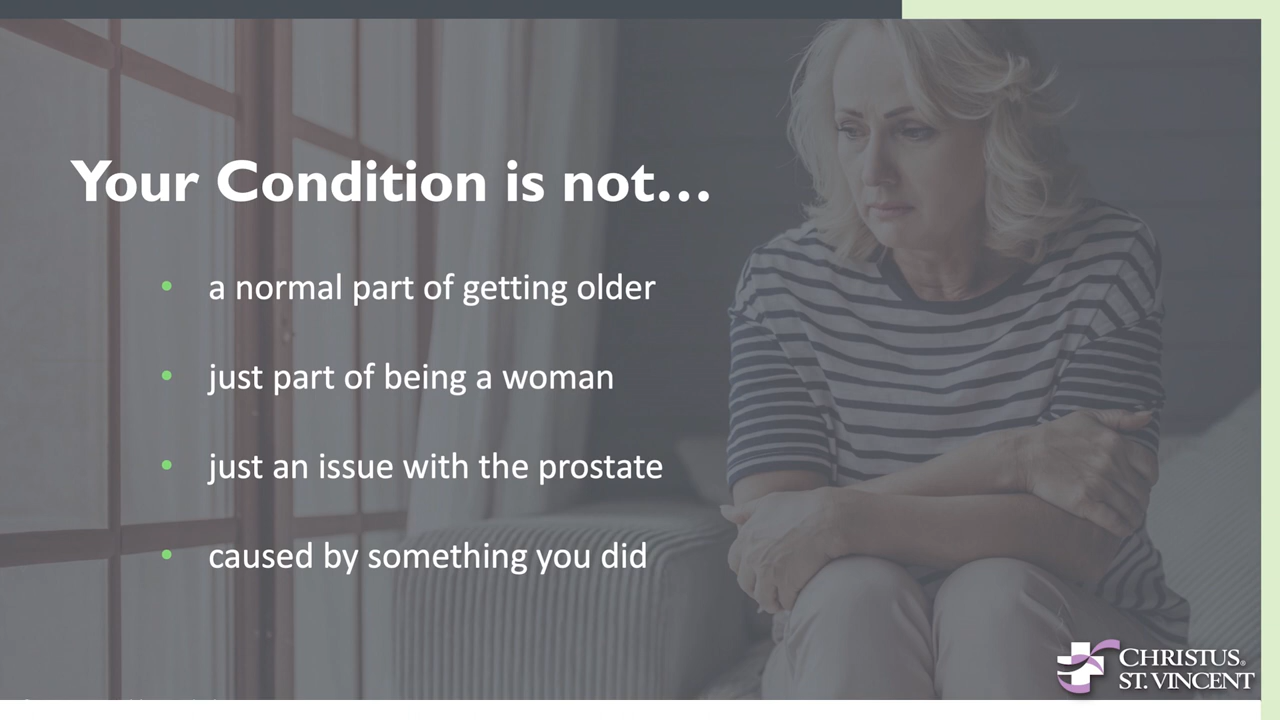 Your Condition is not...
• a normal part of getting older
• just part of being a woman
• just an issue with the prostate
• caused by something you did
CHRISTUS®
ST. VINCENT